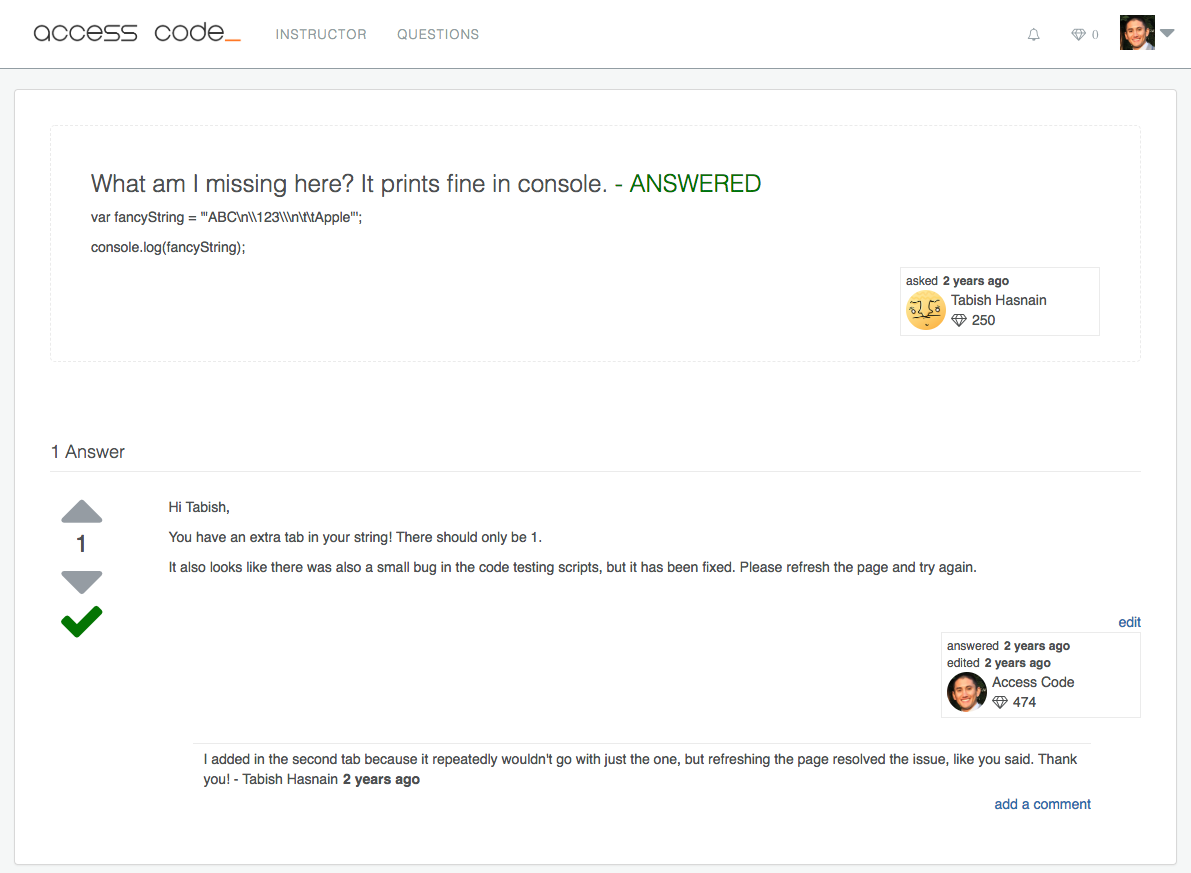 access code_ INSTRUCTOR QUESTIONS 0
What am I missing here? It prints fine in console. - ANSWERED
var fancyString = '"ABC\n\\123\\\n\t\tApple"';
console.log(fancyString);
asked 2 years ago
Tabish Hasnain
250
1 Answer
1
Hi Tabish,
You have an extra tab in your string! There should only be 1.
It also looks like there was also a small bug in the code testing scripts, but it has been fixed. Please refresh the page and try again.
edit
answered 2 years ago
edited 2 years ago
Access Code
474
I added in the second tab because it repeatedly wouldn't go with just the one, but refreshing the page resolved the issue, like you said. Thank
you! - Tabish Hasnain 2 years ago
add a comment